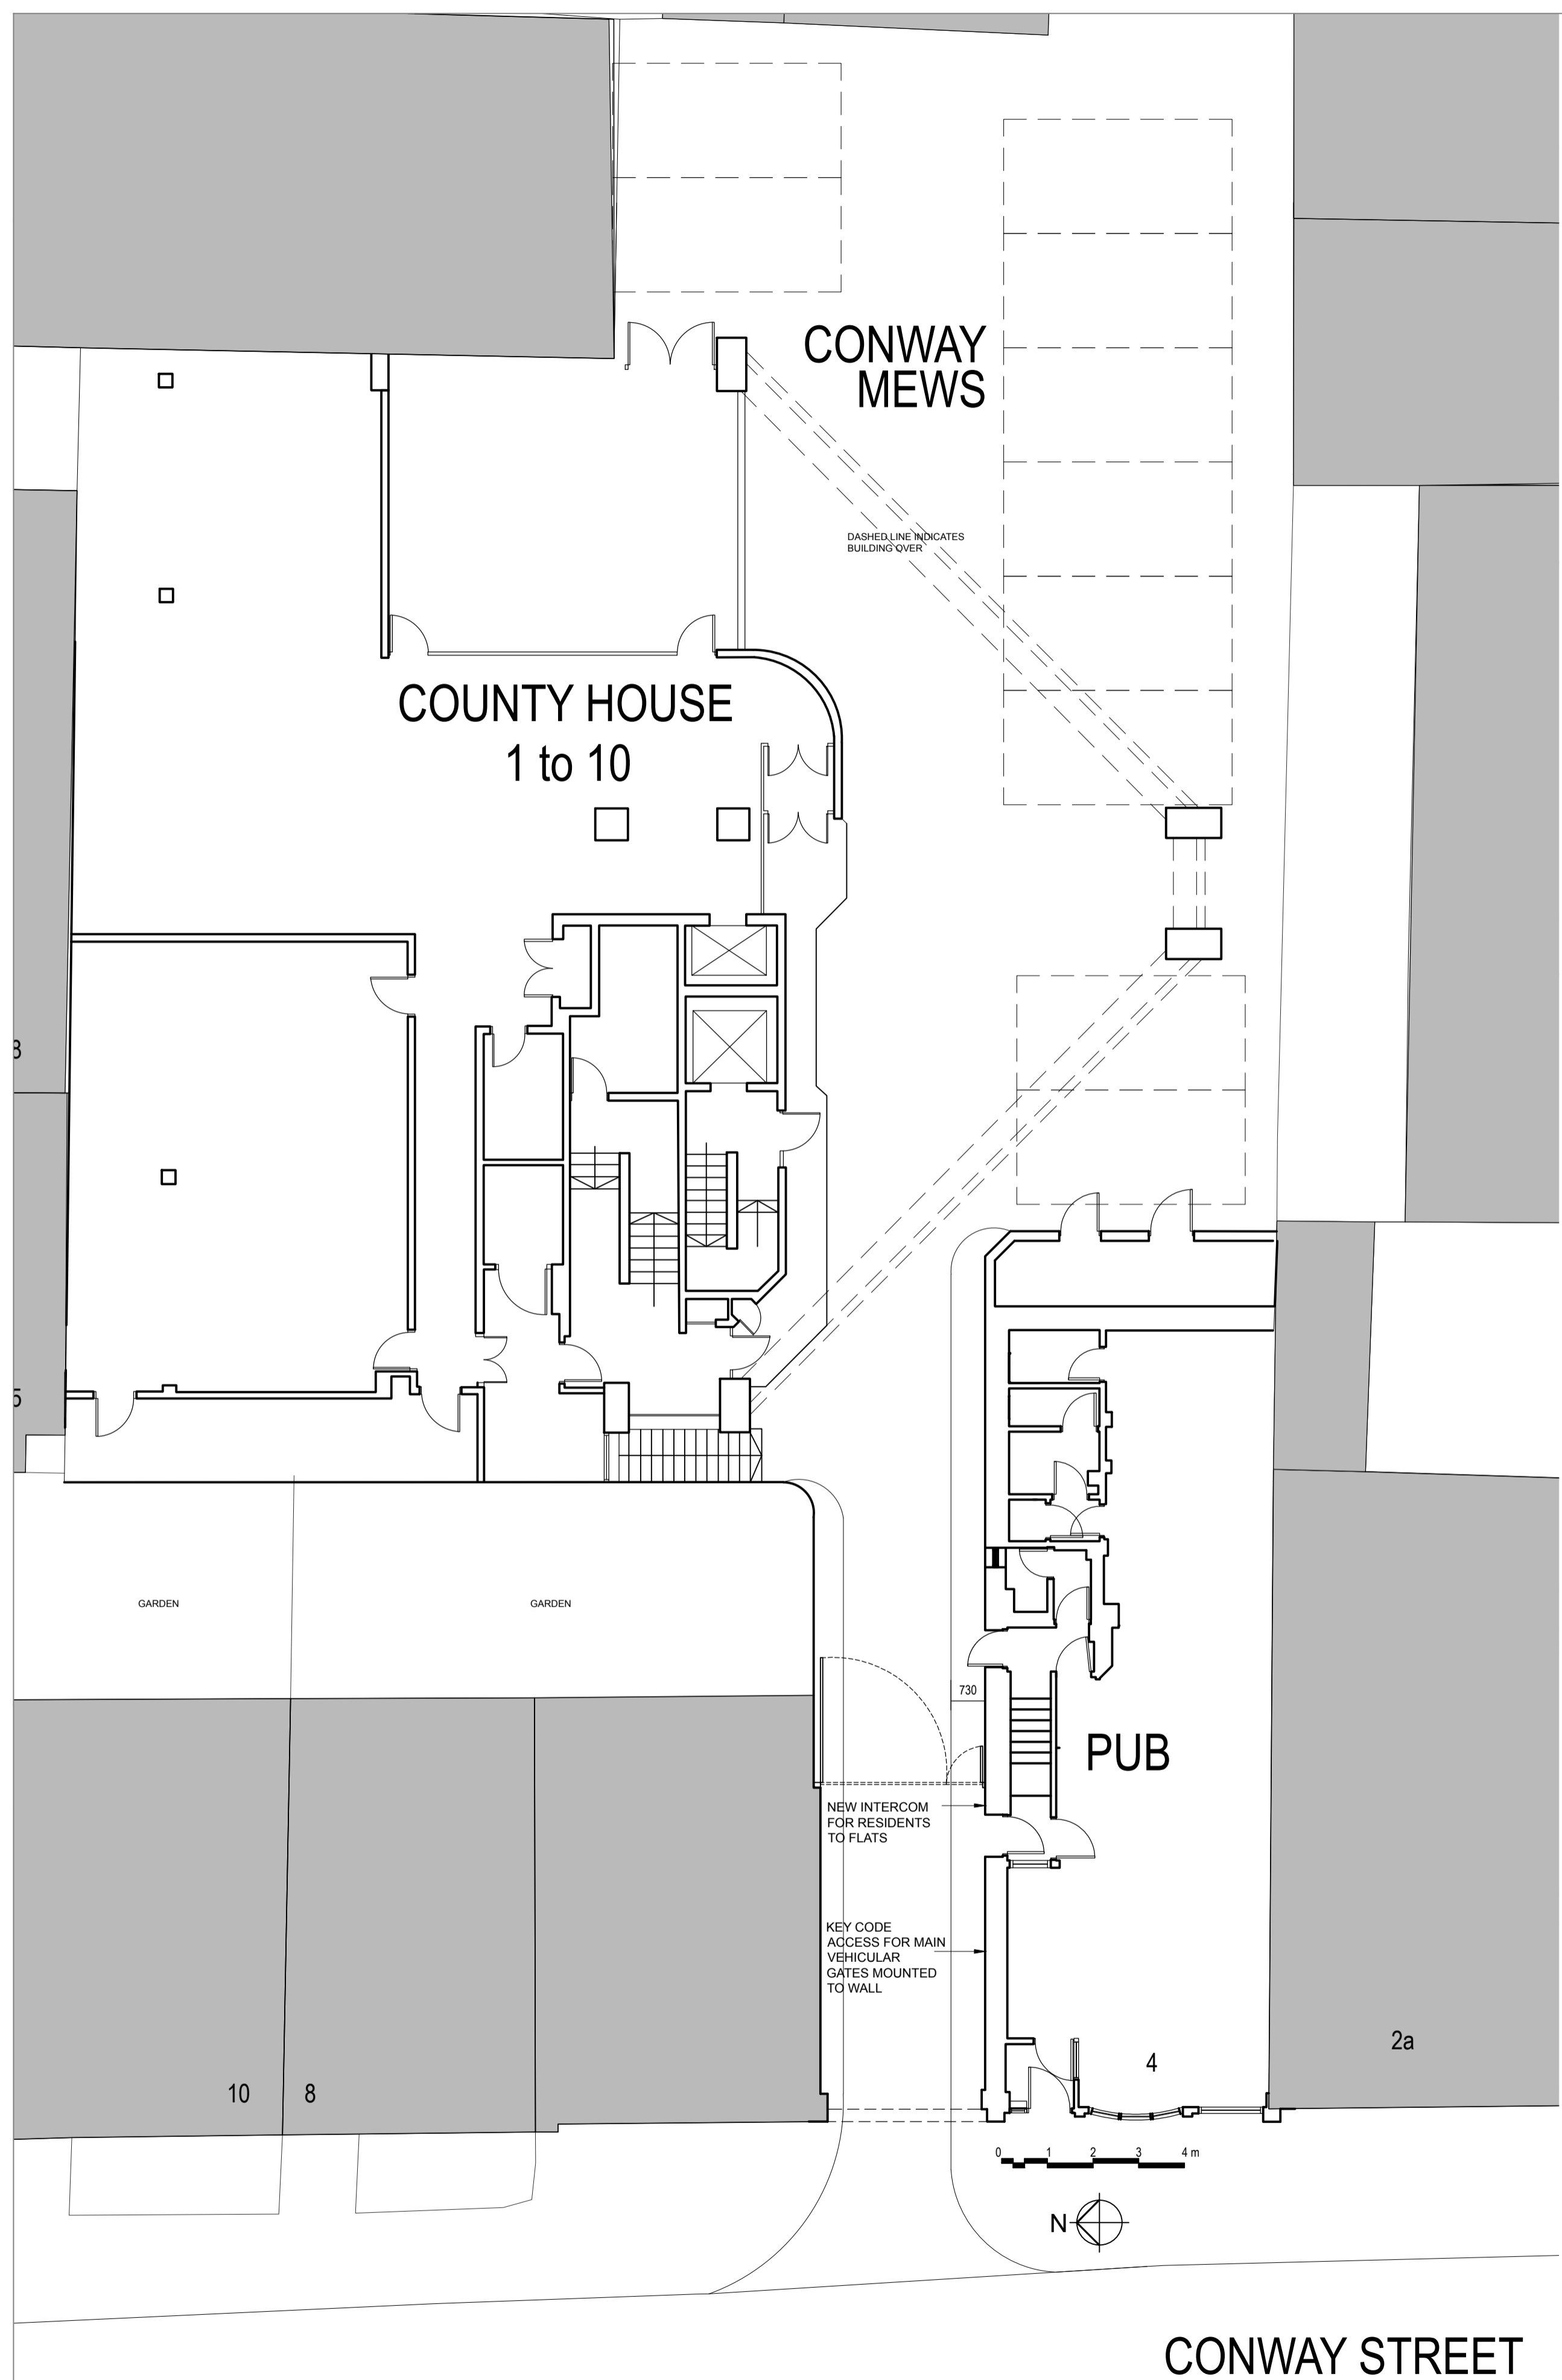 CONWAY
MEWS
DASHED LINE INDICATES
BUILDING OVER
COUNTY HOUSE
1 to 10
3
5
GARDEN
GARDEN
730
PUB
NEW INTERCOM
FOR RESIDENTS
TO FLATS
KEY CODE
ACCESS FOR MAIN
VEHICULAR
GATES MOUNTED
TO WALL
2a
4
10
8
0 1 2 3 4 m
N
CONWAY STREET